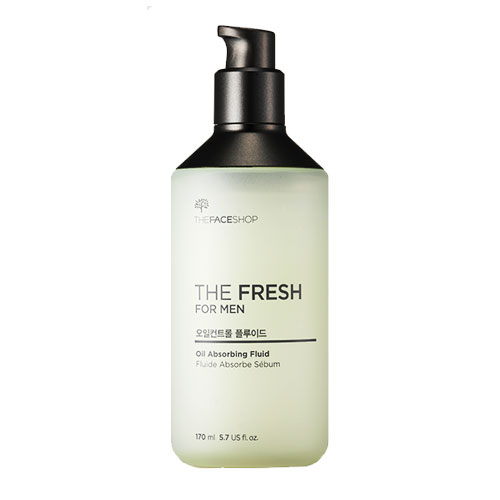 THEFACESHOP
THE FRESH
FOR MEN
오일컨트롤 플루이드
Oil Absorbing Fluid
Fluide Absorbe Sébum
170 ml 5.7 US fl. oz.